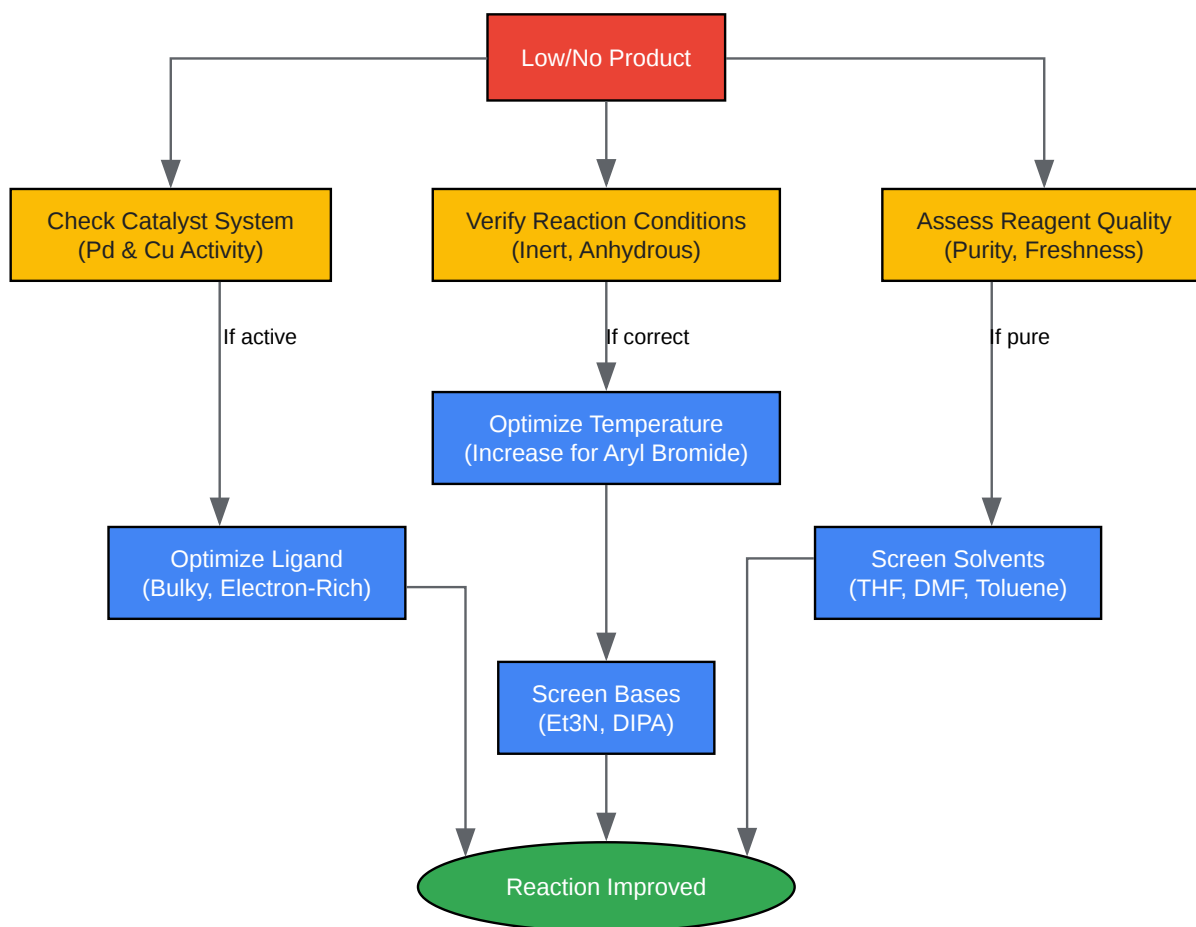 Low/No Product
Check Catalyst System
(Pd & Cu Activity)
Verify Reaction Conditions
(Inert, Anhydrous)
Assess Reagent Quality
(Purity, Freshness)
If active
If correct
If pure
Optimize Temperature
(Increase for Aryl Bromide)
Optimize Ligand
(Bulky, Electron-Rich)
Screen Solvents
(THF, DMF, Toluene)
Screen Bases
(Et3N, DIPA)
Reaction Improved